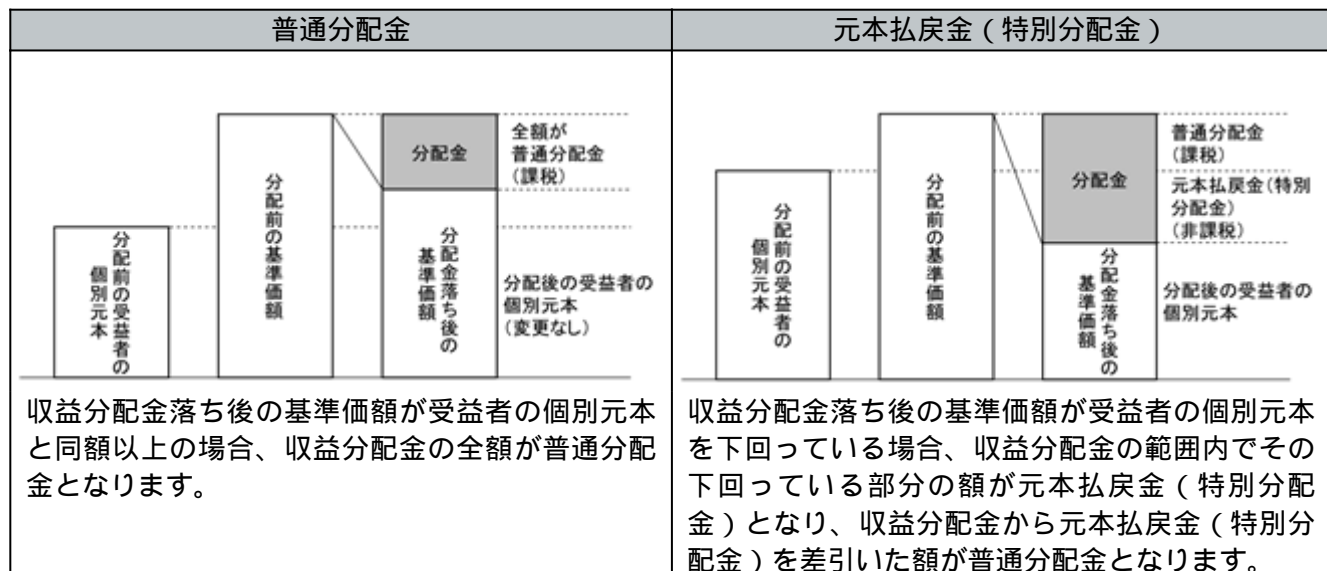 普通分配金
分配前の受益者の
個別元本
分配前の基準価額
分配金
分配金落ち後の
基準価額
全額が
普通分配金
(課税)
分配後の受益者の
個別元本
(変更なし)
収益分配金落ち後の基準価額が受益者の個別元本
と同額以上の場合、収益分配金の全額が普通分配
金となります。
元本払戻金(特別分配金)
分配前の受益者の
個別元本
分配前の基準価額
分配金
分配金落ち後の
基準価額
普通分配金
(課税)
元本払戻金(特別
分配金)
(非課税)
分配後の受益者の
個別元本
収益分配金落ち後の基準価額が受益者の個別元本
を下回っている場合、収益分配金の範囲内でその
下回っている部分の額が元本払戻金(特別分配
金)となり、収益分配金から元本払戻金(特別分
配金)を差引いた額が普通分配金となります。